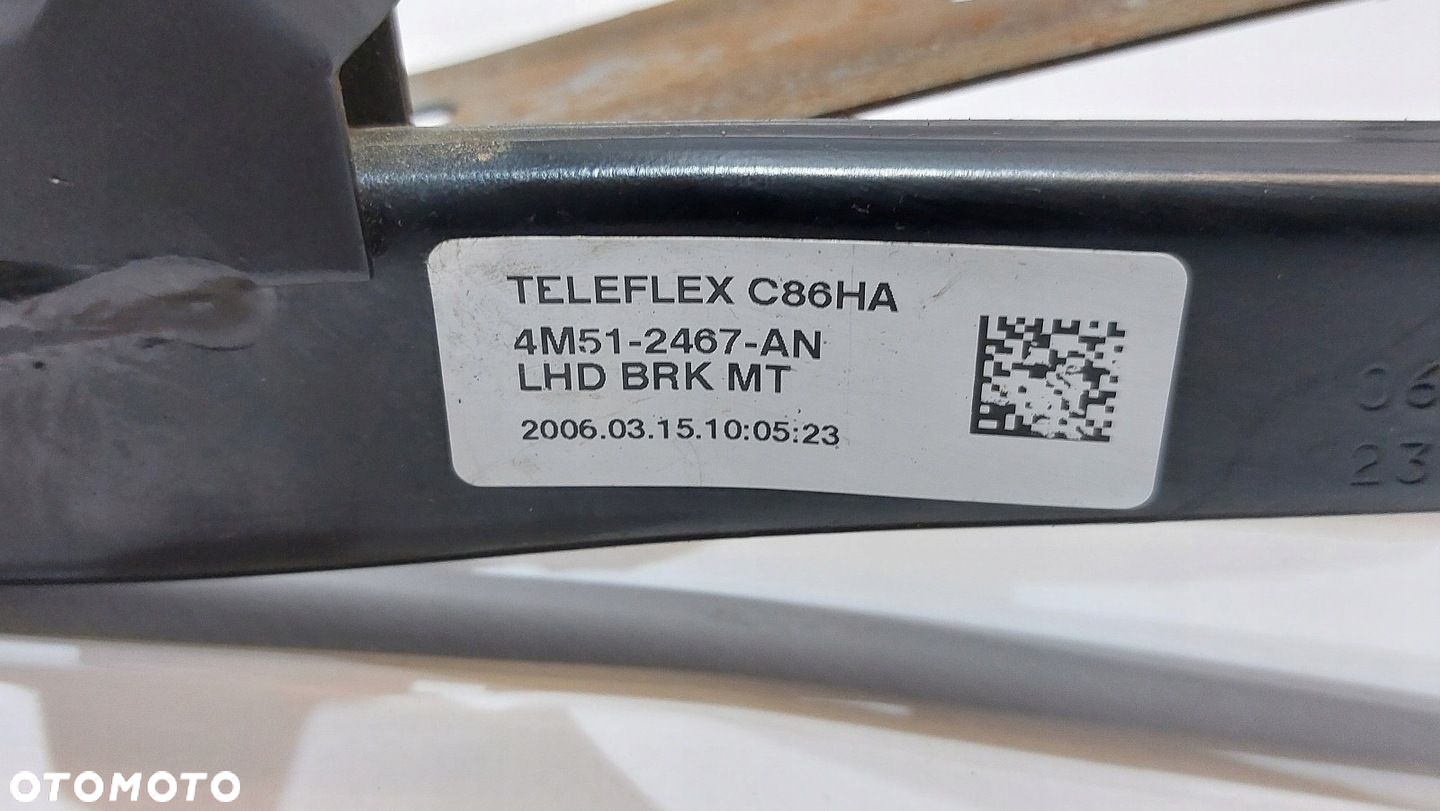 TELEFLEX C86HA
4M51-2467-AN
LHD BRK MT
2006.03.15.10:05:23
06
23
OTOMOTO